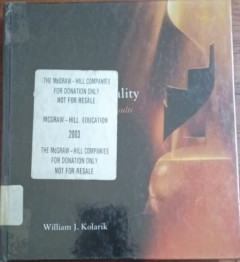 THE McGRAW-HILL COMPANIES
FOR DONATION ONLY
NOT FOR RESALE
MCGRAW-HILL EDUCATION
2003
THE McGRAW-HILL COMPANIES
FOR DONATION ONLY
NOT FOR RESALE
ality
sults
William J. Kolarik